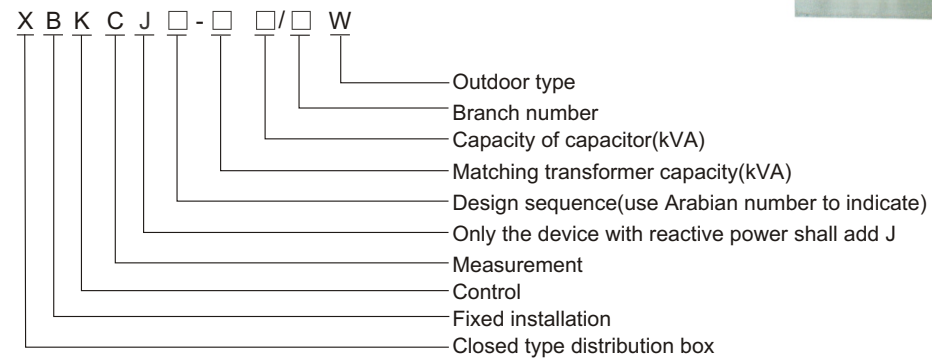 X B K C J □ - □ □/□ W
Outdoor type
Branch number
Capacity of capacitor(kVA)
Matching transformer capacity(kVA)
Design sequence(use Arabian number to indicate)
Only the device with reactive power shall add J
Measurement
Control
Fixed installation
Closed type distribution box